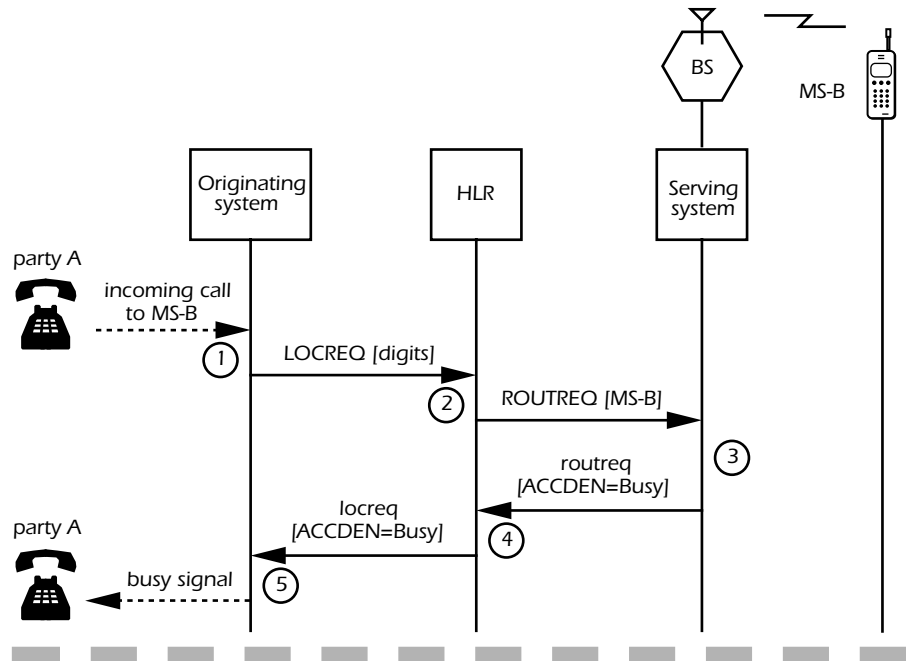 BS
MS-B
Originating
system
HLR
Serving
system
party A
incoming call
to MS-B
1
LOCREQ [digits]
2
ROUTREQ [MS-B]
3
routreq
[ACCDEN=Busy]
locreq
[ACCDEN=Busy]
4
party A
busy signal
5